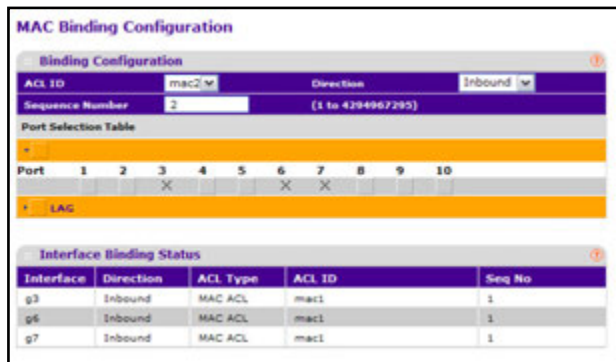 MAC Binding Configuration
Binding Configuration
ACL ID mac2 Direction Inbound
Sequence Number 2 (1 to 4294967295)
Port Selection Table
Port 1 2 3 4 5 6 7 8 9 10
X X X
LAG
Interface Binding Status
Interface Direction ACL Type ACL ID Seq No
g3 Inbound MAC ACL mac1 1
g6 Inbound MAC ACL mac1 1
g7 Inbound MAC ACL mac1 1